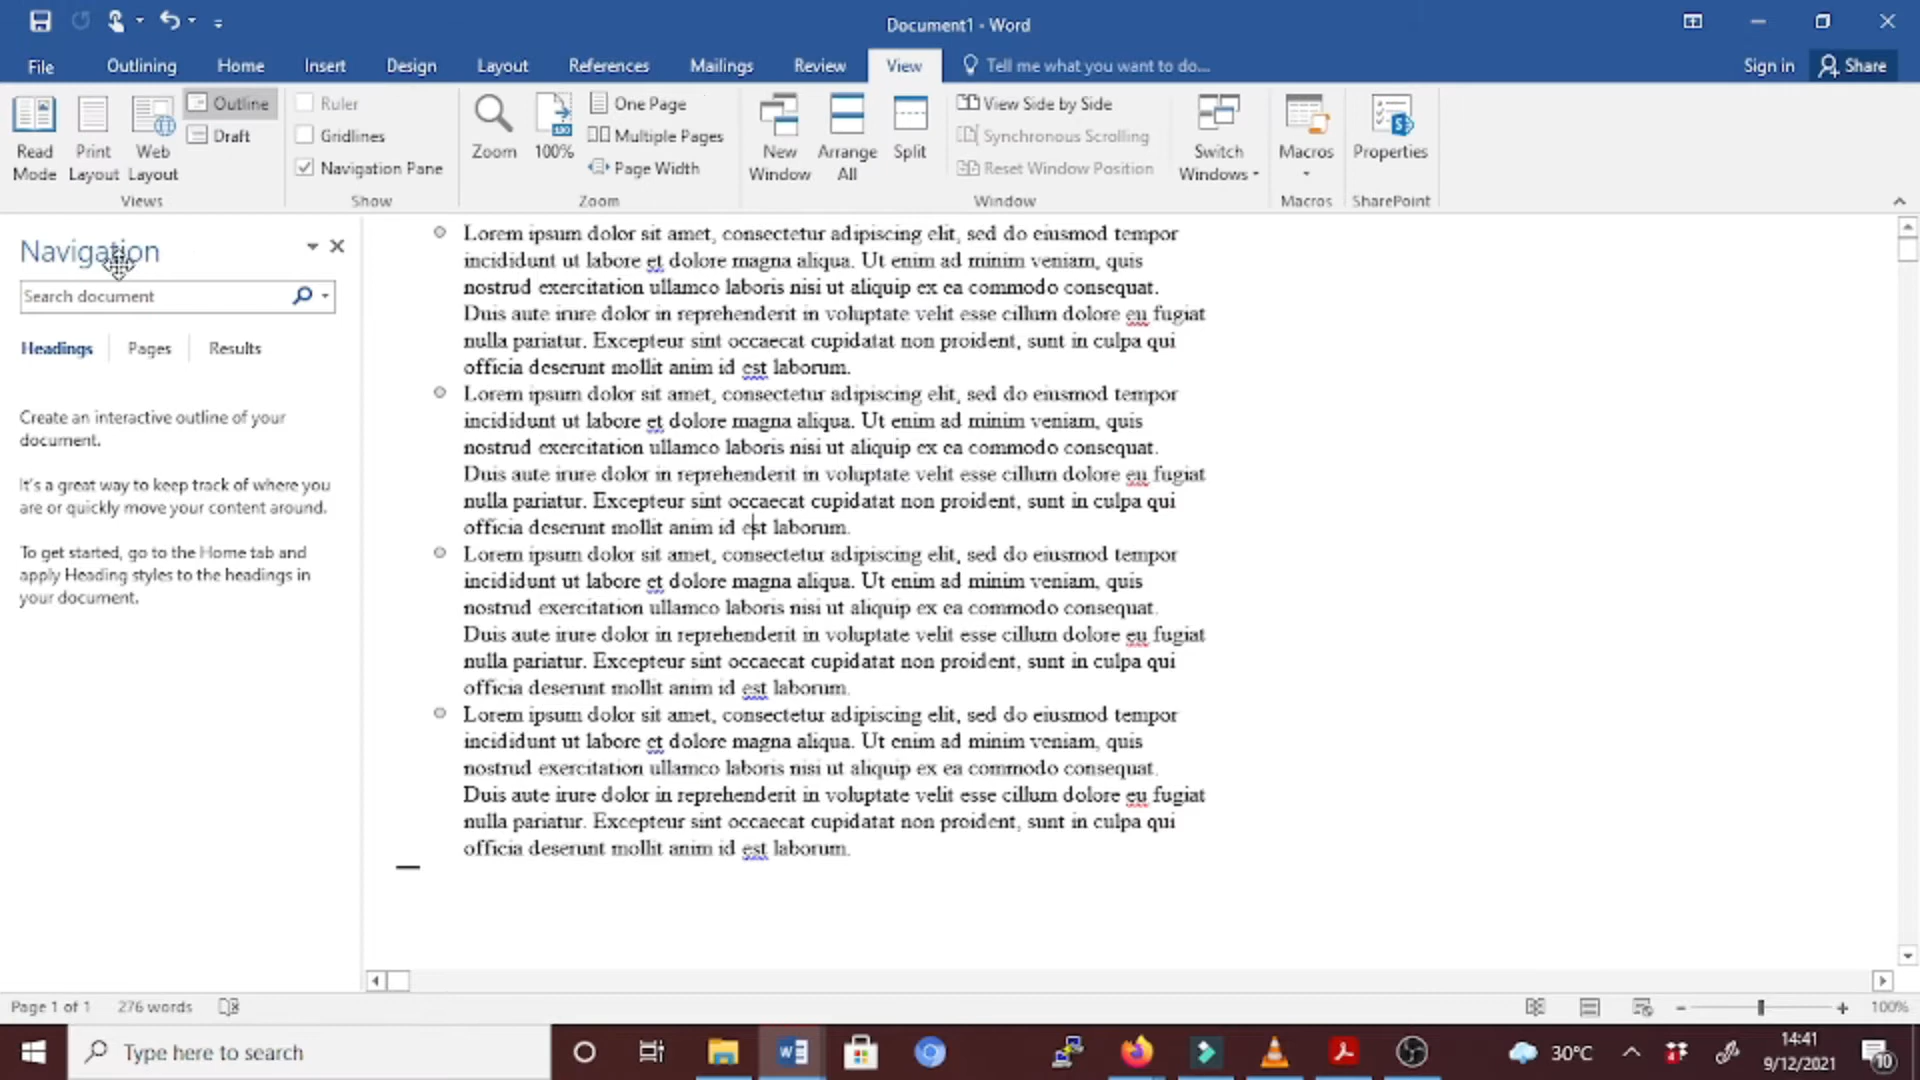 Document1 - Word
File Outlining Home Insert Design Layout References Mailings Review View Tell me what you want to do... Sign in Share
Read Mode
Print Layout
Web Layout
Outline
Draft
Views
Ruler
Gridlines
Navigation Pane
Show
Zoom
100%
One Page
Multiple Pages
Page Width
Zoom
New Window
Arrange All
Split
View Side by Side
Synchronous Scrolling
Reset Window Position
Switch Windows
Window
Macros
Macros
Properties
SharePoint
Navigation
Search document
Headings Pages Results
Create an interactive outline of your
document.
It's a great way to keep track of where you
are or quickly move your content around.
To get started, go to the Home tab and
apply Heading styles to the headings in
your document.
Lorem ipsum dolor sit amet, consectetur adipiscing elit, sed do eiusmod tempor
incididunt ut labore et dolore magna aliqua. Ut enim ad minim veniam, quis
nostrud exercitation ullamco laboris nisi ut aliquip ex ea commodo consequat.
Duis aute irure dolor in reprehenderit in voluptate velit esse cillum dolore eu fugiat
nulla pariatur. Excepteur sint occaecat cupidatat non proident, sunt in culpa qui
officia deserunt mollit anim id est laborum.
Lorem ipsum dolor sit amet, consectetur adipiscing elit, sed do eiusmod tempor
incididunt ut labore et dolore magna aliqua. Ut enim ad minim veniam, quis
nostrud exercitation ullamco laboris nisi ut aliquip ex ea commodo consequat.
Duis aute irure dolor in reprehenderit in voluptate velit esse cillum dolore eu fugiat
nulla pariatur. Excepteur sint occaecat cupidatat non proident, sunt in culpa qui
officia deserunt mollit anim id est laborum.
Lorem ipsum dolor sit amet, consectetur adipiscing elit, sed do eiusmod tempor
incididunt ut labore et dolore magna aliqua. Ut enim ad minim veniam, quis
nostrud exercitation ullamco laboris nisi ut aliquip ex ea commodo consequat.
Duis aute irure dolor in reprehenderit in voluptate velit esse cillum dolore eu fugiat
nulla pariatur. Excepteur sint occaecat cupidatat non proident, sunt in culpa qui
officia deserunt mollit anim id est laborum.
Lorem ipsum dolor sit amet, consectetur adipiscing elit, sed do eiusmod tempor
incididunt ut labore et dolore magna aliqua. Ut enim ad minim veniam, quis
nostrud exercitation ullamco laboris nisi ut aliquip ex ea commodo consequat.
Duis aute irure dolor in reprehenderit in voluptate velit esse cillum dolore eu fugiat
nulla pariatur. Excepteur sint occaecat cupidatat non proident, sunt in culpa qui
officia deserunt mollit anim id est laborum.
Page 1 of 1 276 words 100%
Type here to search
30°C
14:41
9/12/2021
10